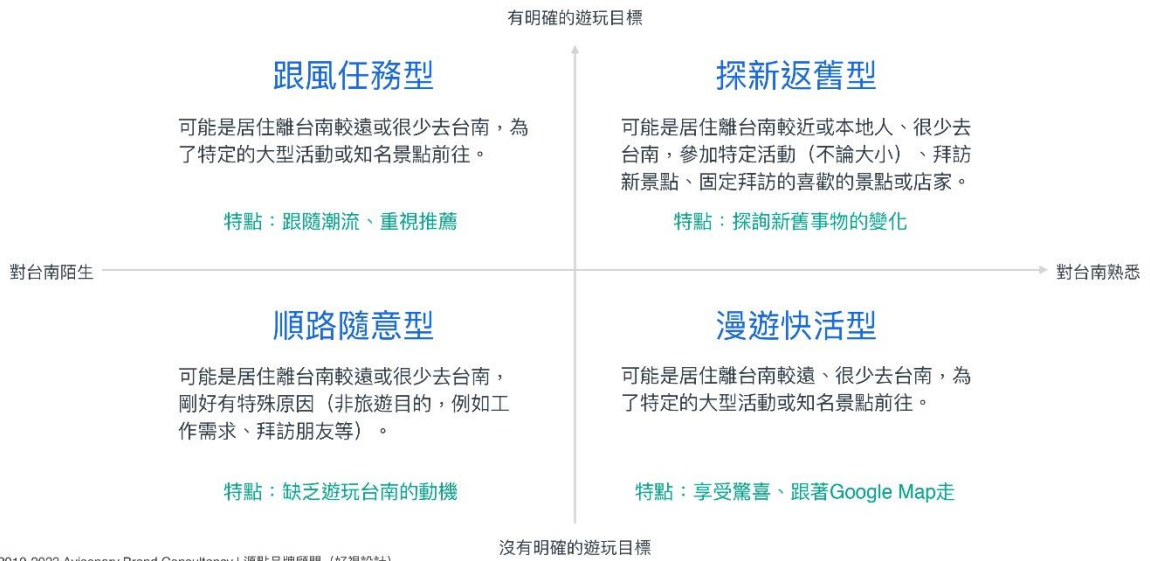 有明確的遊玩目標
跟風任務型
可能是居住離台南較遠或很少去台南，為
了特定的大型活動或知名景點前往。
特點：跟隨潮流、重視推薦
探新返舊型
可能是居住離台南較近或本地人、很少去
台南，參加特定活動（不論大小）、拜訪
新景點、固定拜訪的喜歡的景點或店家。
特點：探詢新舊事物的變化
對台南陌生
對台南熟悉
順路隨意型
可能是居住離台南較遠或很少去台南，
剛好有特殊原因（非旅遊目的，例如工
作需求、拜訪朋友等）。
特點：缺乏遊玩台南的動機
漫遊快活型
可能是居住離台南較遠、很少去台南，為
了特定的大型活動或知名景點前往。
特點：享受驚喜、跟著Google Map走
沒有明確的遊玩目標